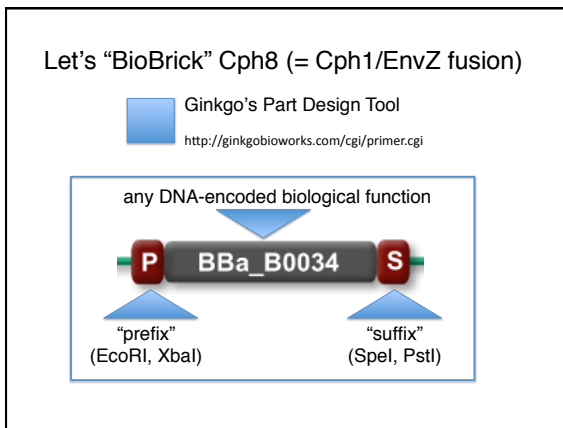 Let's “BioBrick” Cph8 (= Cph1/EnvZ fusion)
Ginkgo's Part Design Tool
http://ginkgobioworks.com/cgi/primer.cgi
any DNA-encoded biological function
P BBa_B0034 S
“prefix” “suffix”
(EcoRI, XbaI) (SpeI, PstI)